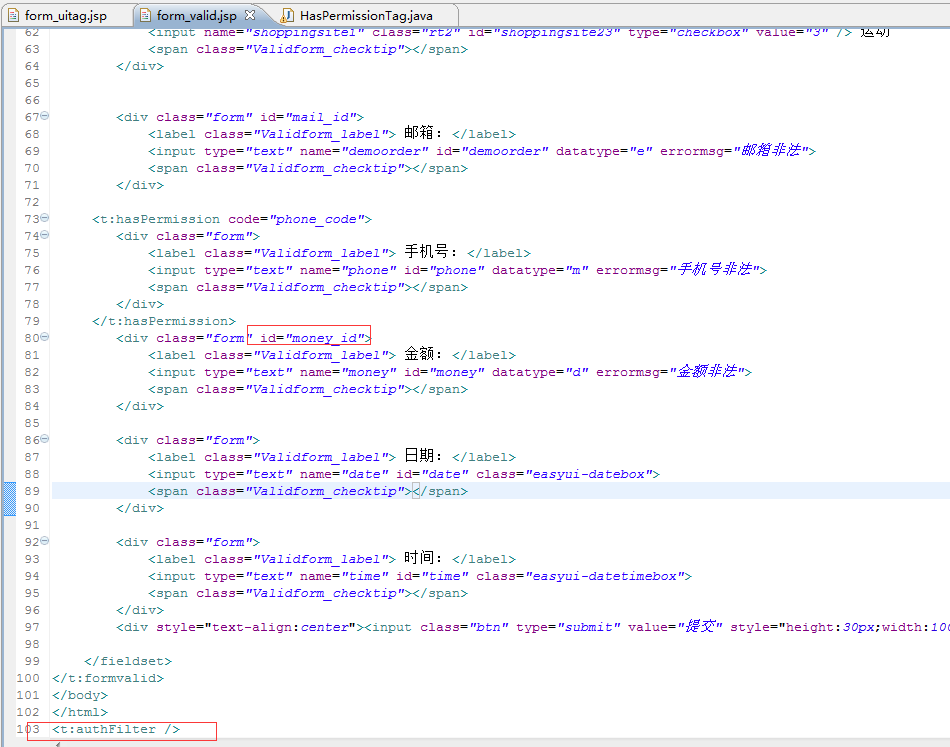 form_uitag.jsp form_valid.jsp HasPermissionTag.java
62 <input name="shoppingsite1" class="rt2" id="shoppingsite23" type="checkbox" value="3" /> 运动
63 <span class="Validform_checktip"></span>
64 </div>
65
66
67 <div class="form" id="mail_id">
68 <label class="Validform_label"> 邮箱：</label>
69 <input type="text" name="demoorder" id="demoorder" datatype="e" errormsg="邮箱非法">
70 <span class="Validform_checktip"></span>
71 </div>
72
73 <t:hasPermission code="phone_code">
74 <div class="form">
75 <label class="Validform_label"> 手机号：</label>
76 <input type="text" name="phone" id="phone" datatype="m" errormsg="手机号非法">
77 <span class="Validform_checktip"></span>
78 </div>
79 </t:hasPermission>
80 <div class="form" id="money_id">
81 <label class="Validform_label"> 金额：</label>
82 <input type="text" name="money" id="money" datatype="d" errormsg="金额非法">
83 <span class="Validform_checktip"></span>
84 </div>
85
86 <div class="form">
87 <label class="Validform_label"> 日期：</label>
88 <input type="text" name="date" id="date" class="easyui-datebox">
89 <span class="Validform_checktip"></span>
90 </div>
91
92 <div class="form">
93 <label class="Validform_label"> 时间：</label>
94 <input type="text" name="time" id="time" class="easyui-datetimebox">
95 <span class="Validform_checktip"></span>
96 </div>
97 <div style="text-align:center"><input class="btn" type="submit" value="提交" style="height:30px;width:100
98
99 </fieldset>
100 </t:formvalid>
101 </body>
102 </html>
103 <t:authFilter />